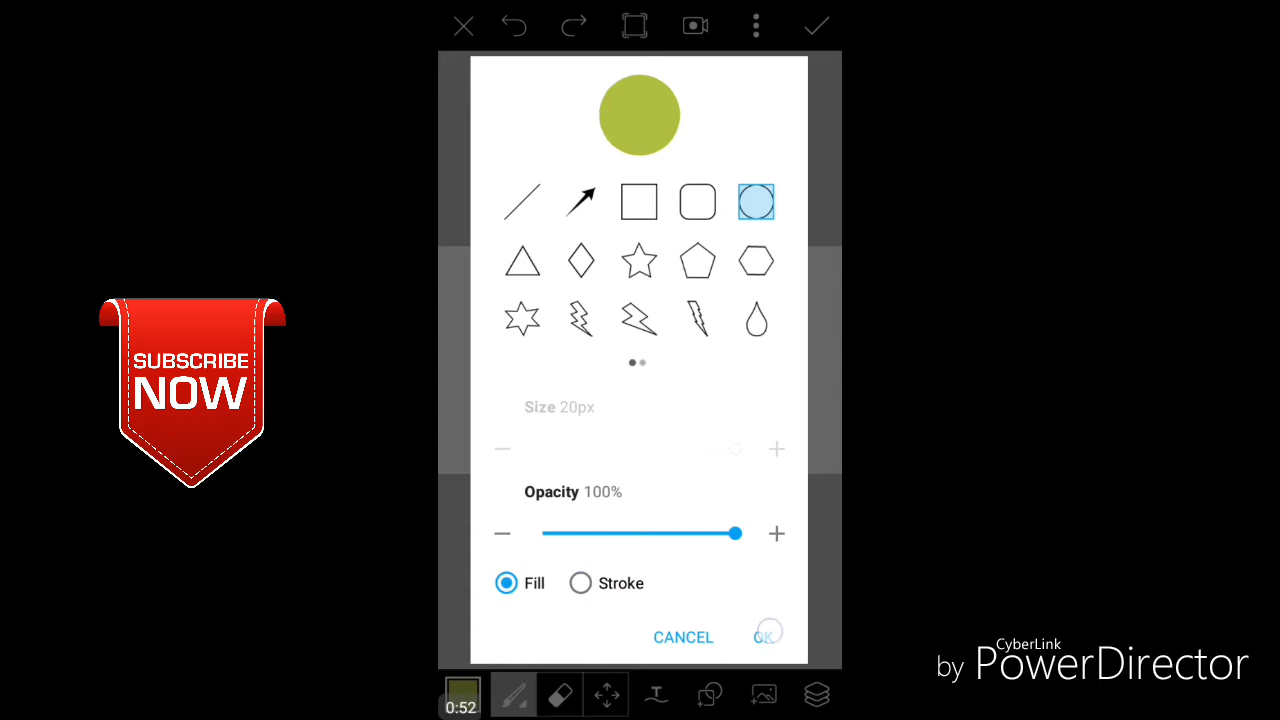 SUBSCRIBE
NOW
Size 20px
Opacity 100%
Fill
Stroke
CANCEL
OK
T
0:52
by CyberLink PowerDirector